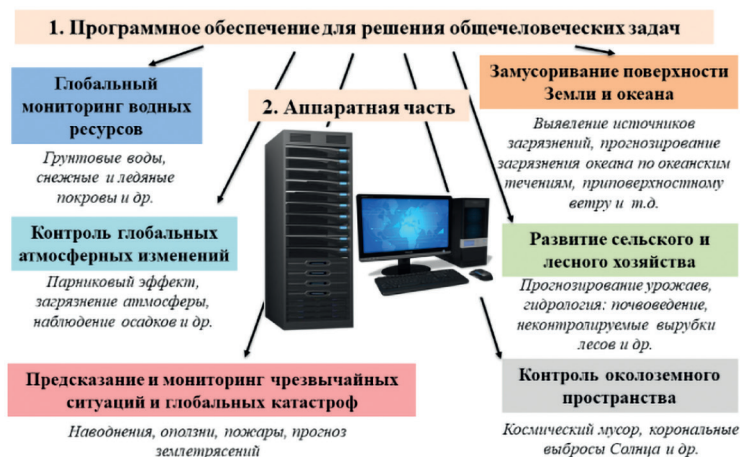 1. Программное обеспечение для решения общечеловеческих задач
Глобальный
мониторинг водных
ресурсов
Грунтовые воды,
снежные и ледяные
покровы и др.
2. Аппаратная часть
Замусоривание поверхности
Земли и океана
Выявление источников
загрязнений, прогнозирование
загрязнения океана по океанским
течениям, приповерхностному
ветру и т.д.
Контроль глобальных
атмосферных изменений
Парниковый эффект,
загрязнение атмосферы,
наблюдение осадков и др.
Развитие сельского и
лесного хозяйства
Прогнозирование урожаев,
гидрология: почвоведение,
неконтролируемые вырубки
лесов и др.
Предсказание и мониторинг чрезвычайных
ситуаций и глобальных катастроф
Наводнения, оползни, пожары, прогноз
землетрясений
Контроль околоземного
пространства
Космический мусор, корональные
выбросы Солнца и др.